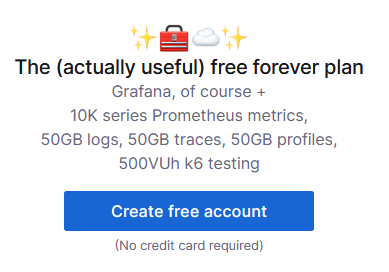 The (actually useful) free forever plan
Grafana, of course +
10K series Prometheus metrics,
50GB logs, 50GB traces, 50GB profiles,
500VUh k6 testing
Create free account
(No credit card required)